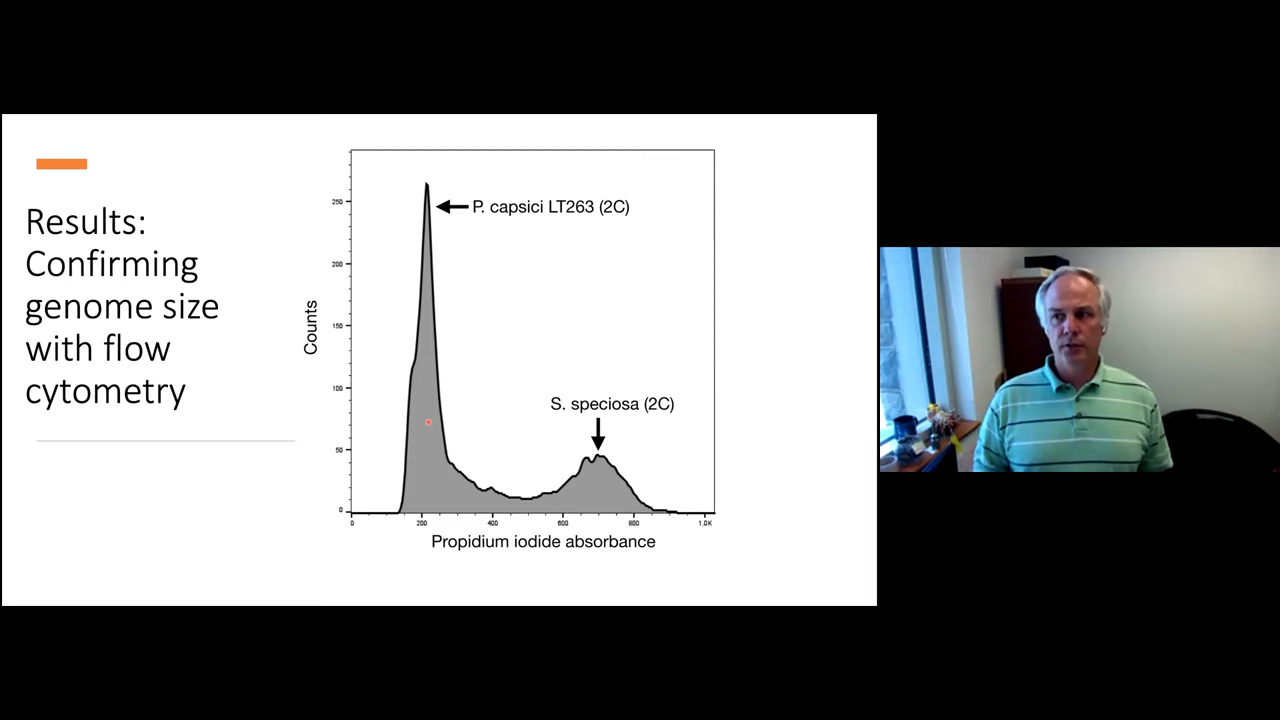 Results:
Confirming
genome size
with flow
cytometry
P. capsici LT263 (2C)
S. speciosa (2C)
Counts
250
200
150
100
50
0
0
200
400
600
800
1.0K
Propidium iodide absorbance